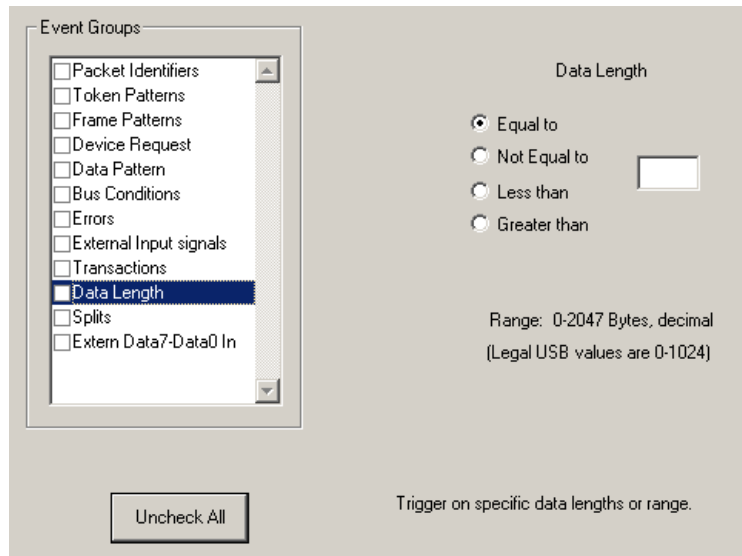 Event Groups
Packet Identifiers
Token Patterns
Frame Patterns
Device Request
Data Pattern
Bus Conditions
Errors
External Input signals
Transactions
Data Length
Splits
Extern Data7-Data0 In
Uncheck All
Data Length
Equal to
Not Equal to
Less than
Greater than
Range:  0-2047 Bytes, decimal
(Legal USB values are 0-1024)
Trigger on specific data lengths or range.